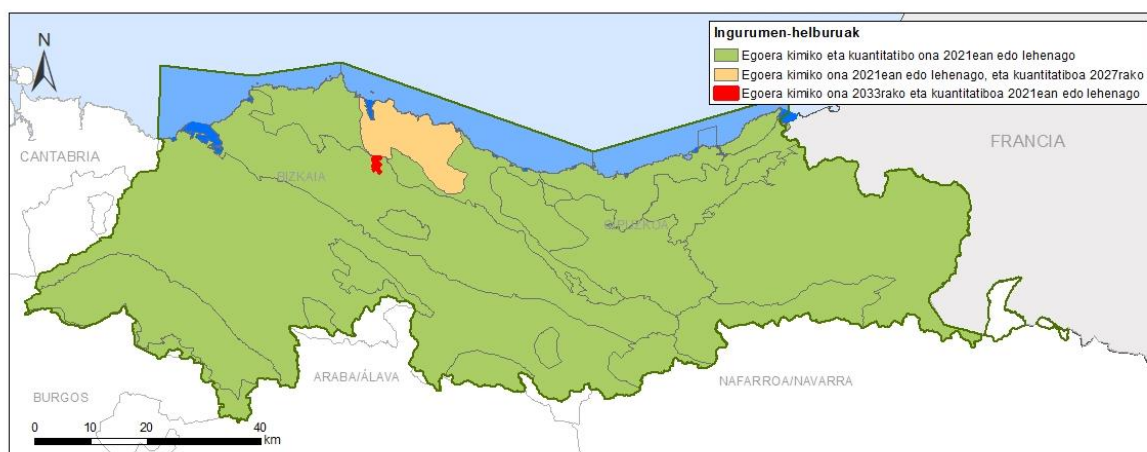 N
Ingurumen-helburuak
Egoera kimiko eta kuantitatibo ona 2021ean edo lehenago
Egoera kimiko ona 2021ean edo lehenago, eta kuantitatiboa 2027rako
Egoera kimiko ona 2033rako eta kuantitatiboa 2021ean edo lehenago
CANTABRIA
FRANCIA
BIZKAIA
GIPUZKOA
ARABA/ÁLAVA
NAFARROA/NAVARRA
BURGOS
0 10 20 40
km